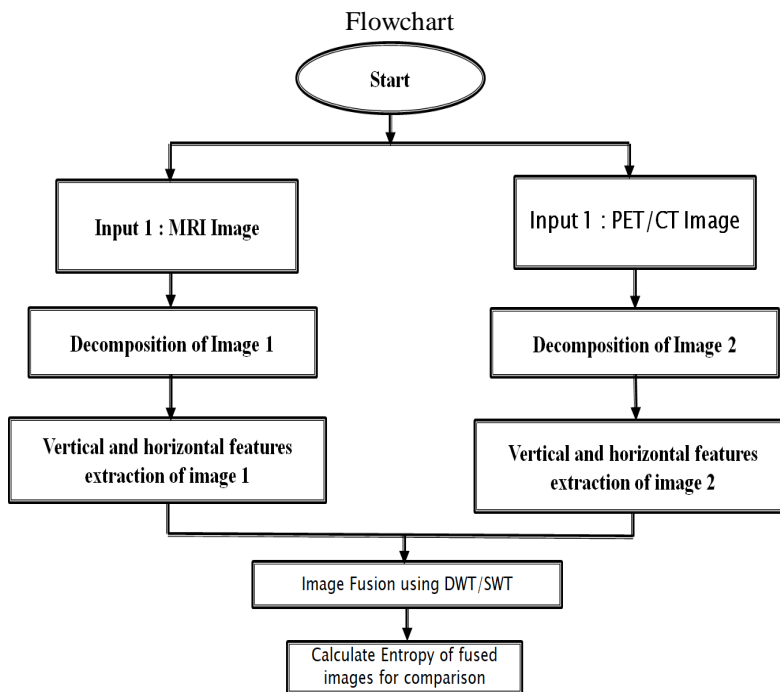 Flowchart
Start
Input 1 : MRI Image
Input 1 : PET/CT Image
Decomposition of Image 1
Decomposition of Image 2
Vertical and horizontal features
extraction of image 1
Vertical and horizontal features
extraction of image 2
Image Fusion using DWT/SWT
Calculate Entropy of fused
images for comparison